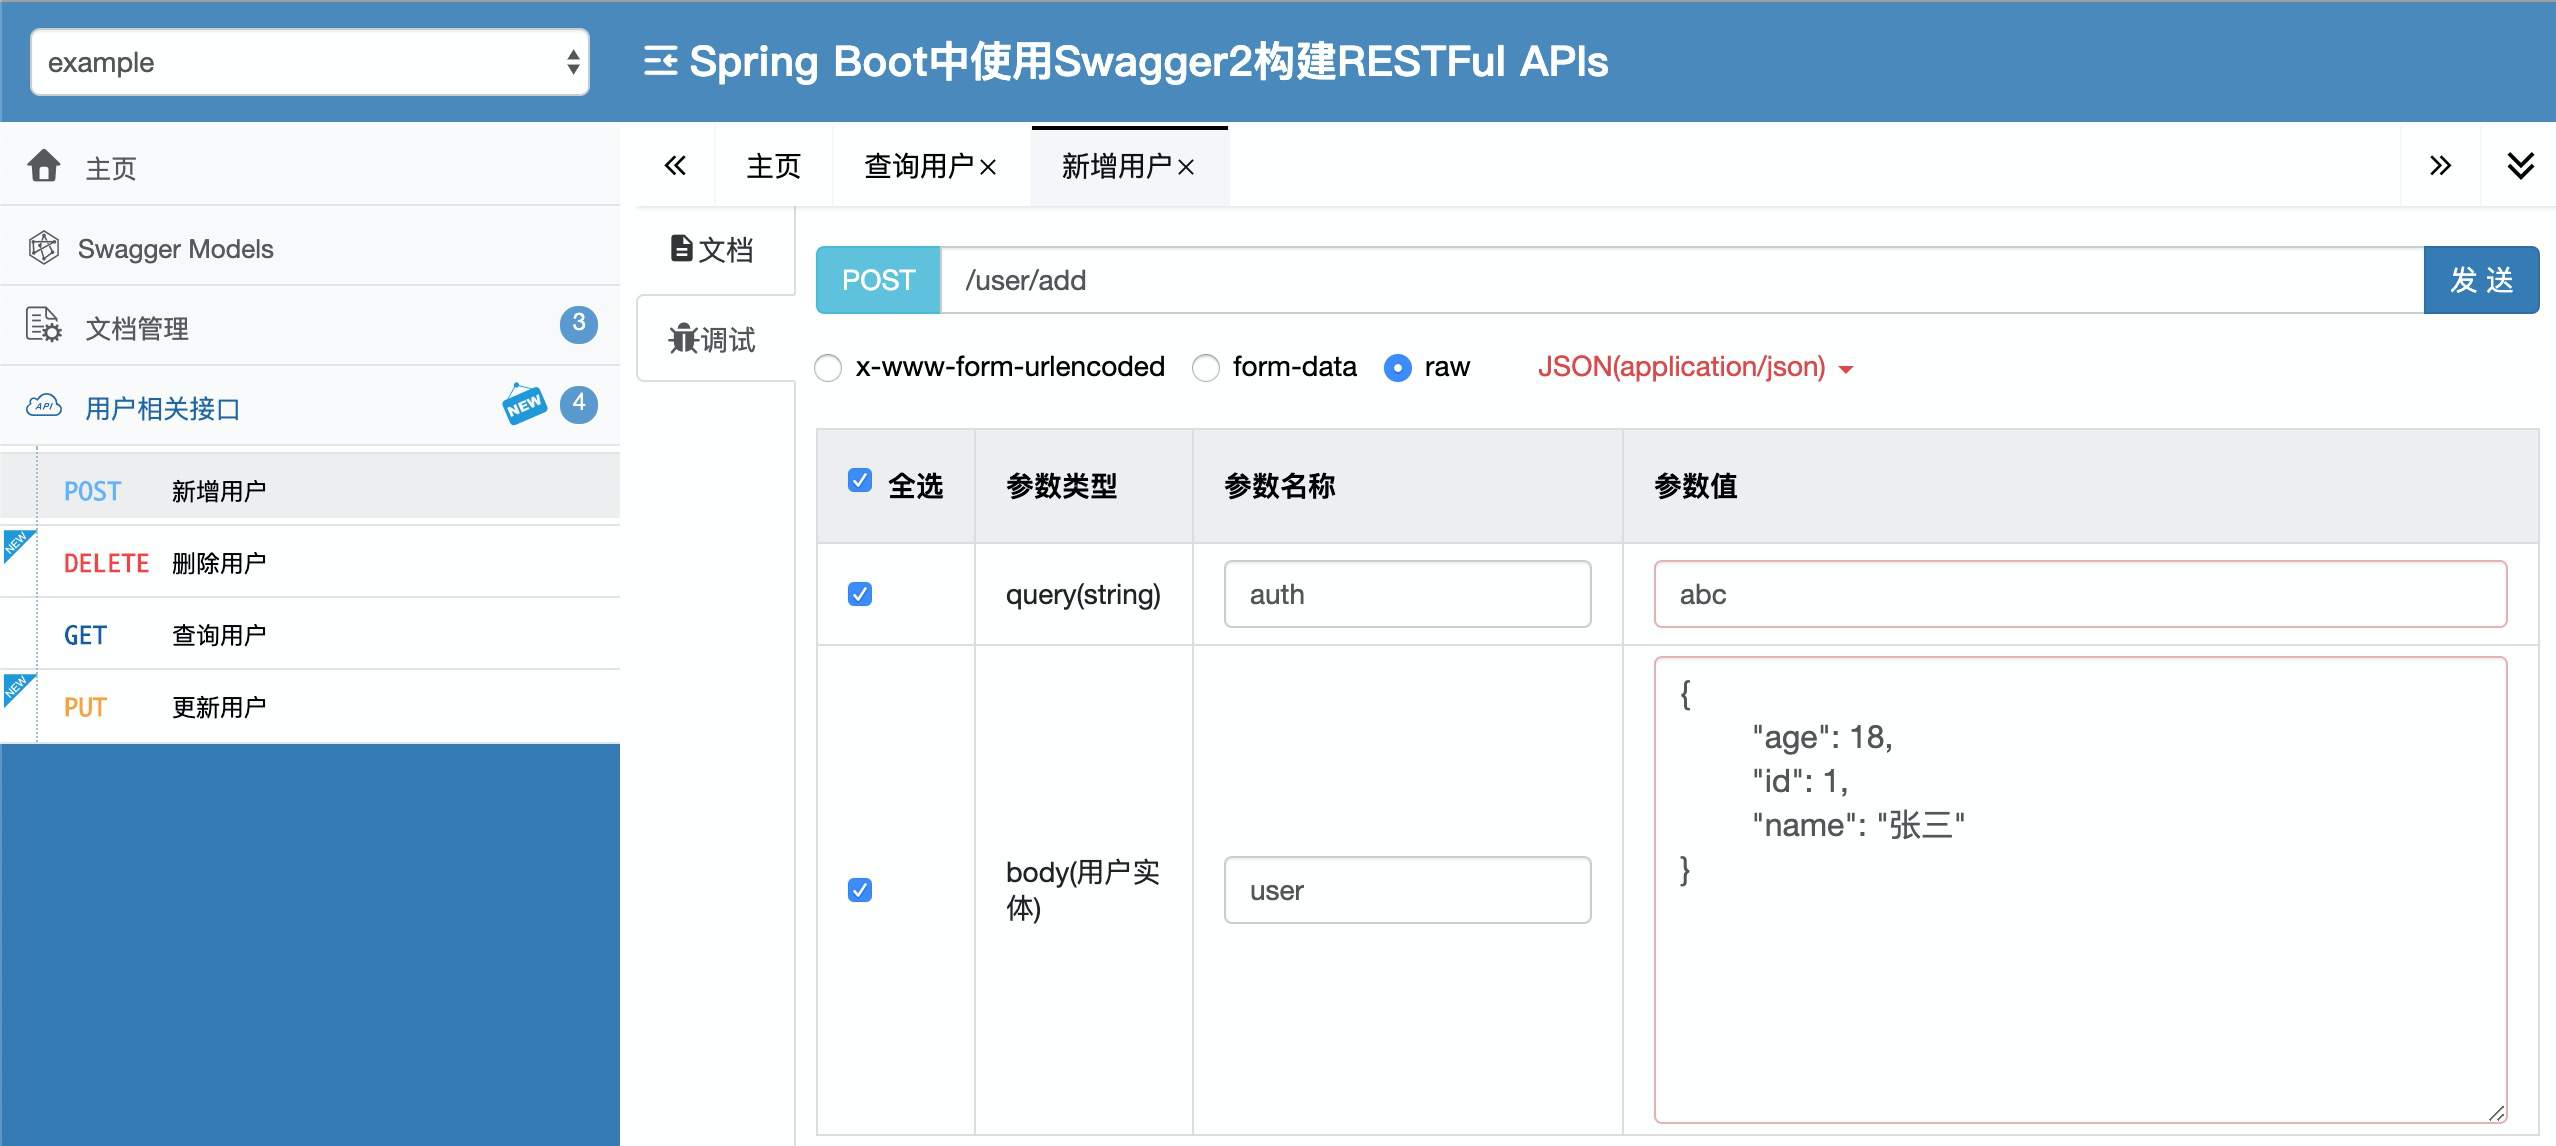 example
Spring Boot中使用Swagger2构建RESTFul APIs
主页
Swagger Models
文档管理
3
API
用户相关接口
NEW
4
POST 新增用户
NEW
DELETE 删除用户
GET 查询用户
NEW
PUT 更新用户
主页
查询用户×
新增用户×
文档
调试
POST
/user/add
发 送
x-www-form-urlencoded
form-data
raw
JSON(application/json)
全选
参数类型
参数名称
参数值
query(string)
auth
abc
body(用户实
体)
user
{
"age": 18,
"id": 1,
"name": "张三"
}